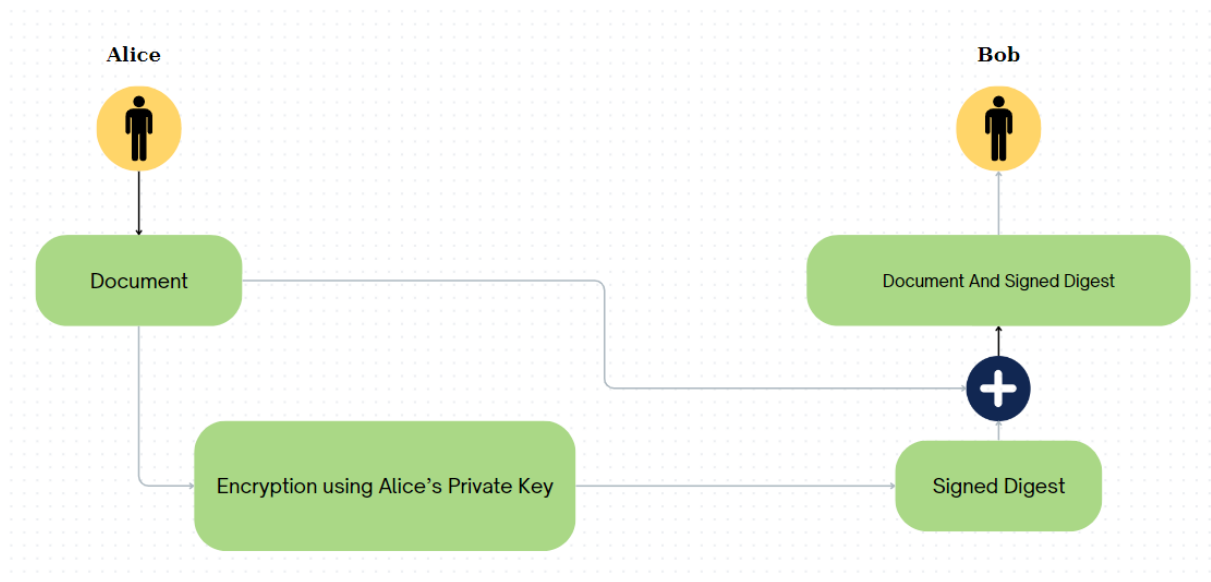 Alice
Bob
Document
Document And Signed Digest
Encryption using Alice’s Private Key
Signed Digest